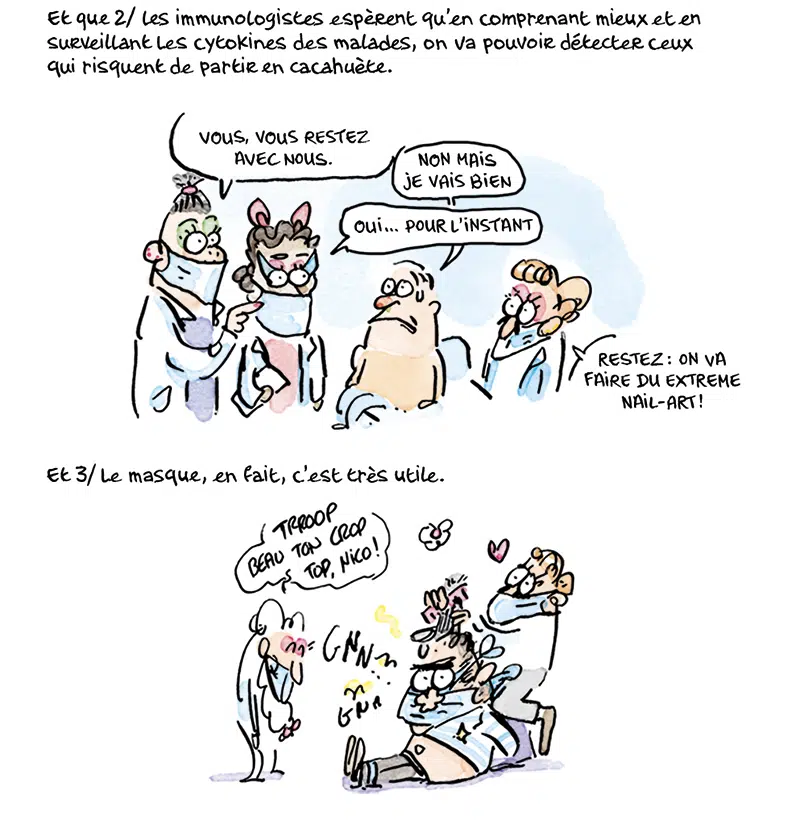 Et que 2/ Les immunologistes espèrent qu'en comprenant mieux et en
surveillant Les cytokines des malades, on va pouvoir détecter ceux
qui risquent de partir en cacahuète.
VOUS, VOUS RESTEZ
AVEC NOUS.
NON MAIS
JE VAIS BIEN
OUI... POUR L'INSTANT
RESTEZ : ON VA
FAIRE DU EXTREME
NAIL-ART !
Et 3/ Le masque, en fait, c'est très utile.
TRROOP
BEAU TON CROP
TOP, NICO !
GNNn
GNn